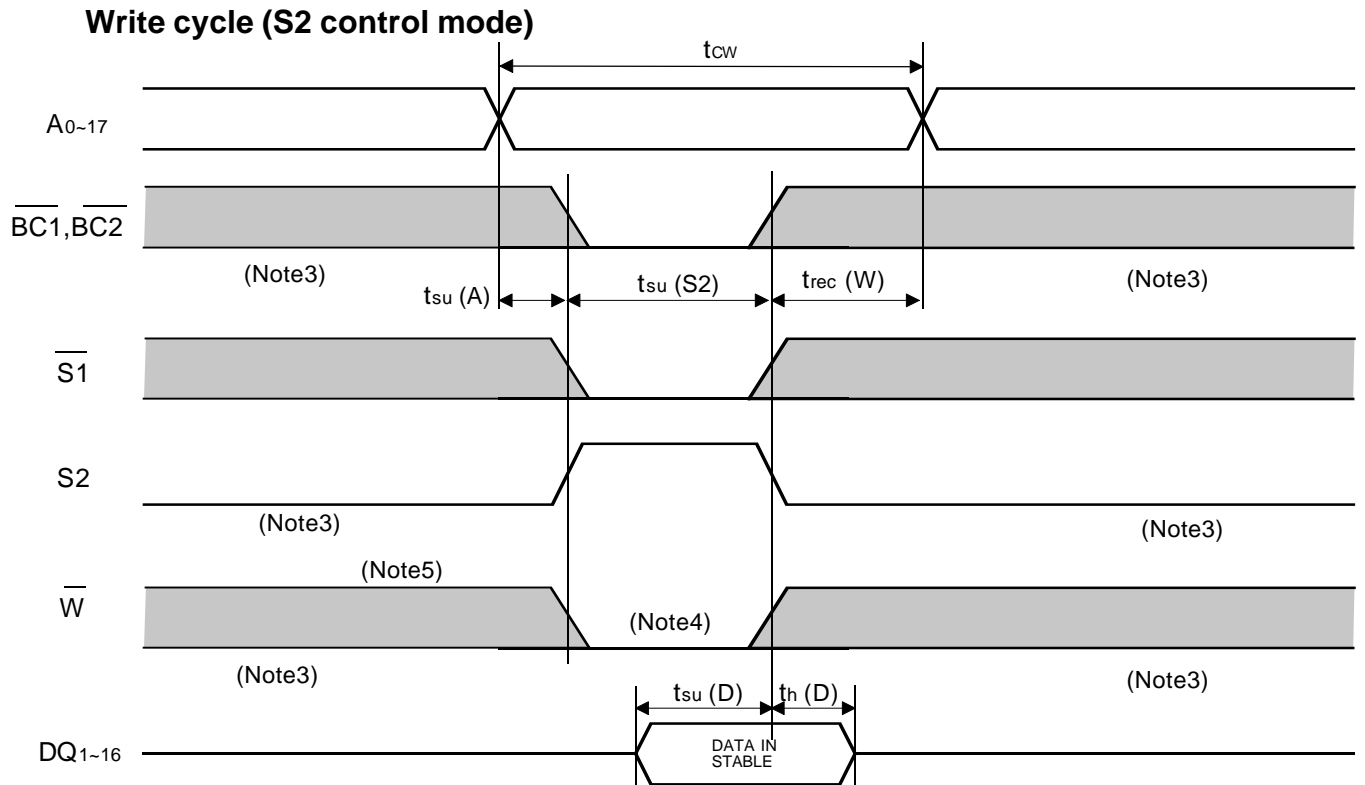 Write cycle (S2 control mode)
tCW
A0~17
BC1,BC2
(Note3)
tsu (A)
tsu (S2)
trec (W)
(Note3)
S1
S2
(Note3)
(Note3)
(Note5)
W
(Note4)
(Note3)
(Note3)
tsu (D)
th (D)
DQ1~16
DATA IN
STABLE